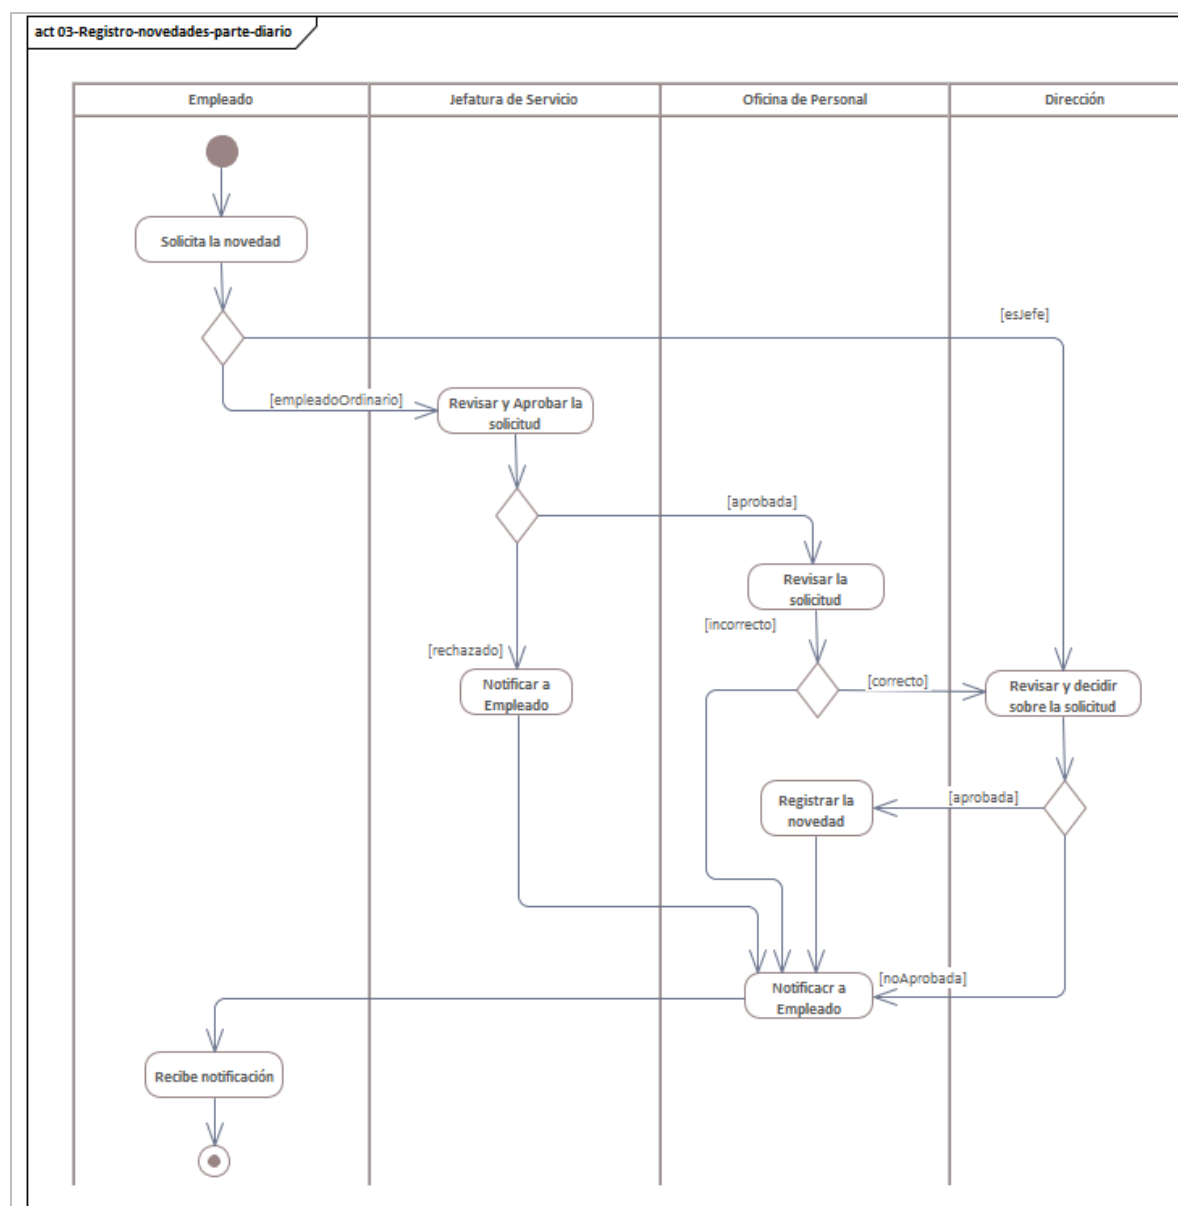 act 03-Registro-novedades-parte-diario
Empleado
Jefatura de Servicio
Oficina de Personal
Dirección
Solicita la novedad
[esJefe]
[empleadoOrdinario]
Revisar y Aprobar la
solicitud
[aprobada]
Revisar la
solicitud
[incorrecto]
[rechazado]
Notificar a
Empleado
[correcto]
Revisar y decidir
sobre la solicitud
Registrar la
novedad
[aprobada]
[noAprobada]
Notificacr a
Empleado
Recibe notificación